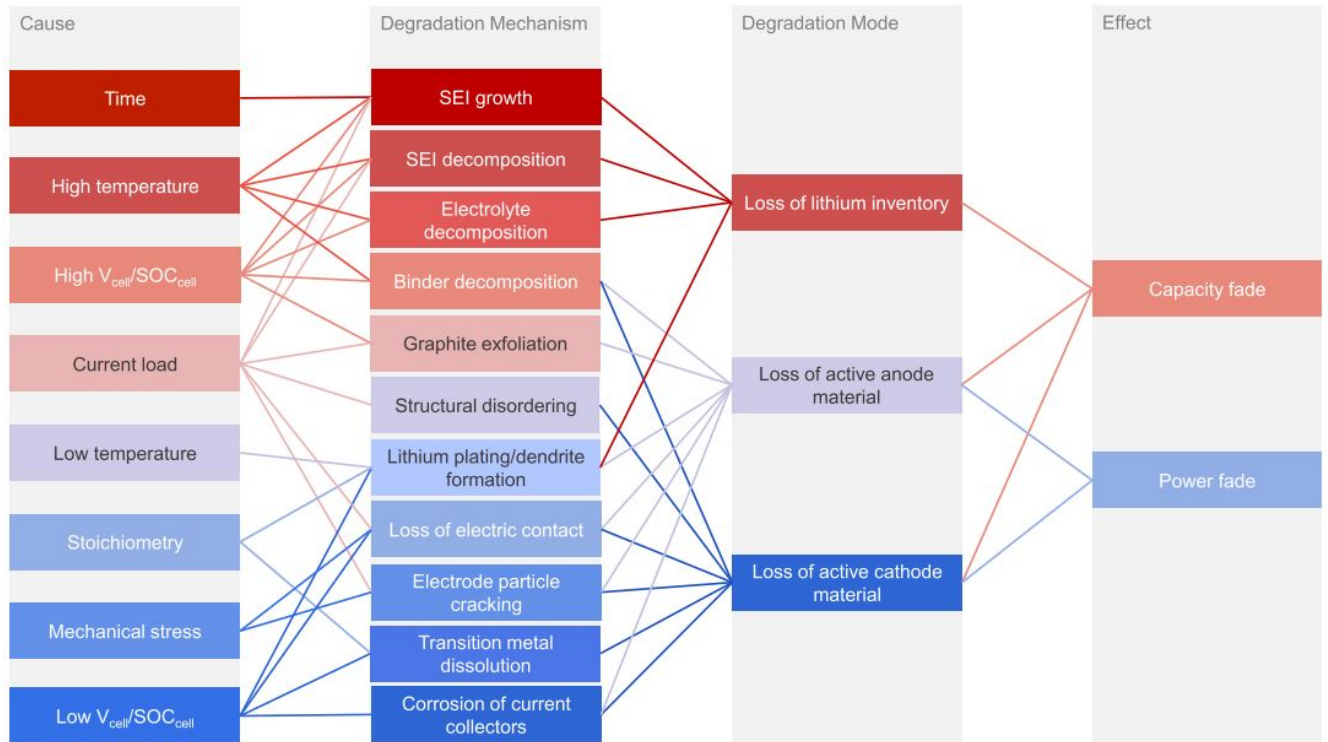 Cause
Time
High temperature
High Vcell/SOCcell
Current load
Low temperature
Stoichiometry
Mechanical stress
Low Vcell/SOCcell
Degradation Mechanism
SEI growth
SEI decomposition
Electrolyte
decomposition
Binder decomposition
Graphite exfoliation
Structural disordering
Lithium plating/dendrite
formation
Loss of electric contact
Electrode particle
cracking
Transition metal
dissolution
Corrosion of current
collectors
Degradation Mode
Loss of lithium inventory
Loss of active anode
material
Loss of active cathode
material
Effect
Capacity fade
Power fade